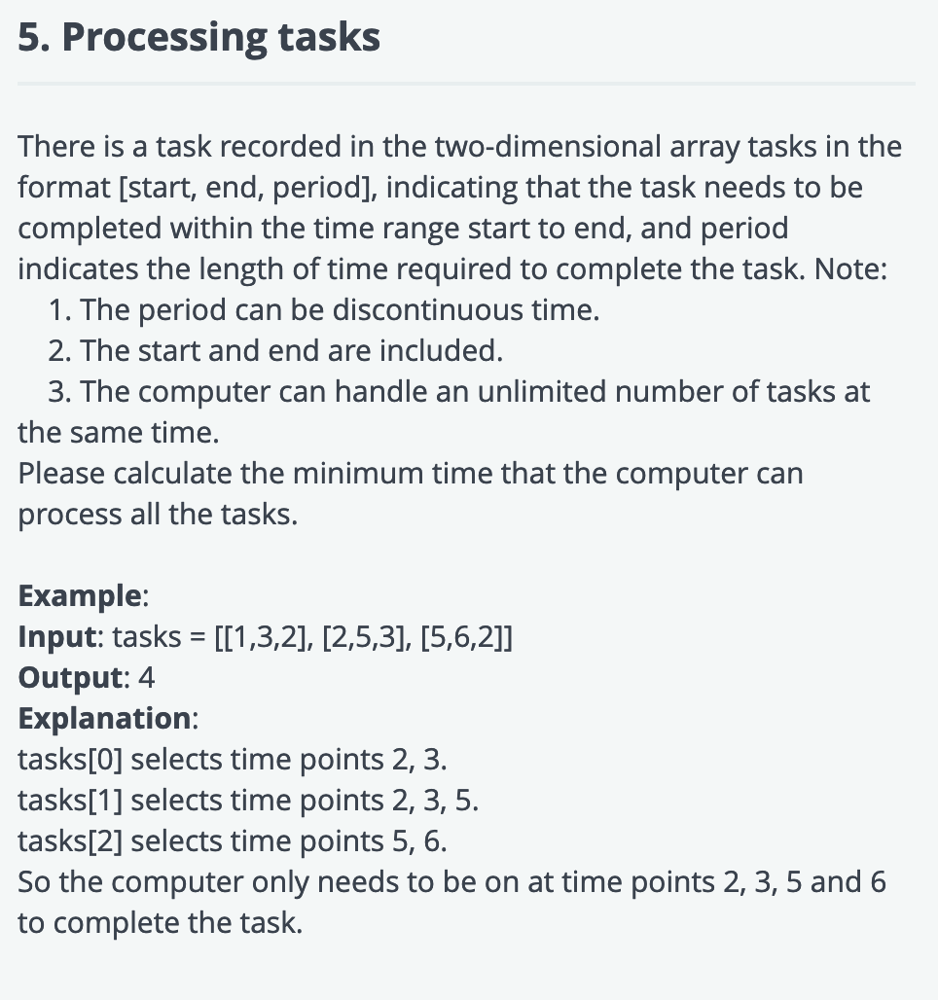 5. Processing tasks
There is a task recorded in the two-dimensional array tasks in the
format [start, end, period], indicating that the task needs to be
completed within the time range start to end, and period
indicates the length of time required to complete the task. Note:
1. The period can be discontinuous time.
2. The start and end are included.
3. The computer can handle an unlimited number of tasks at
the same time.
Please calculate the minimum time that the computer can
process all the tasks.
Example:
Input: tasks = [[1,3,2], [2,5,3], [5,6,2]]
Output: 4
Explanation:
tasks[0] selects time points 2, 3.
tasks[1] selects time points 2, 3, 5.
tasks[2] selects time points 5, 6.
So the computer only needs to be on at time points 2, 3, 5 and 6
to complete the task.